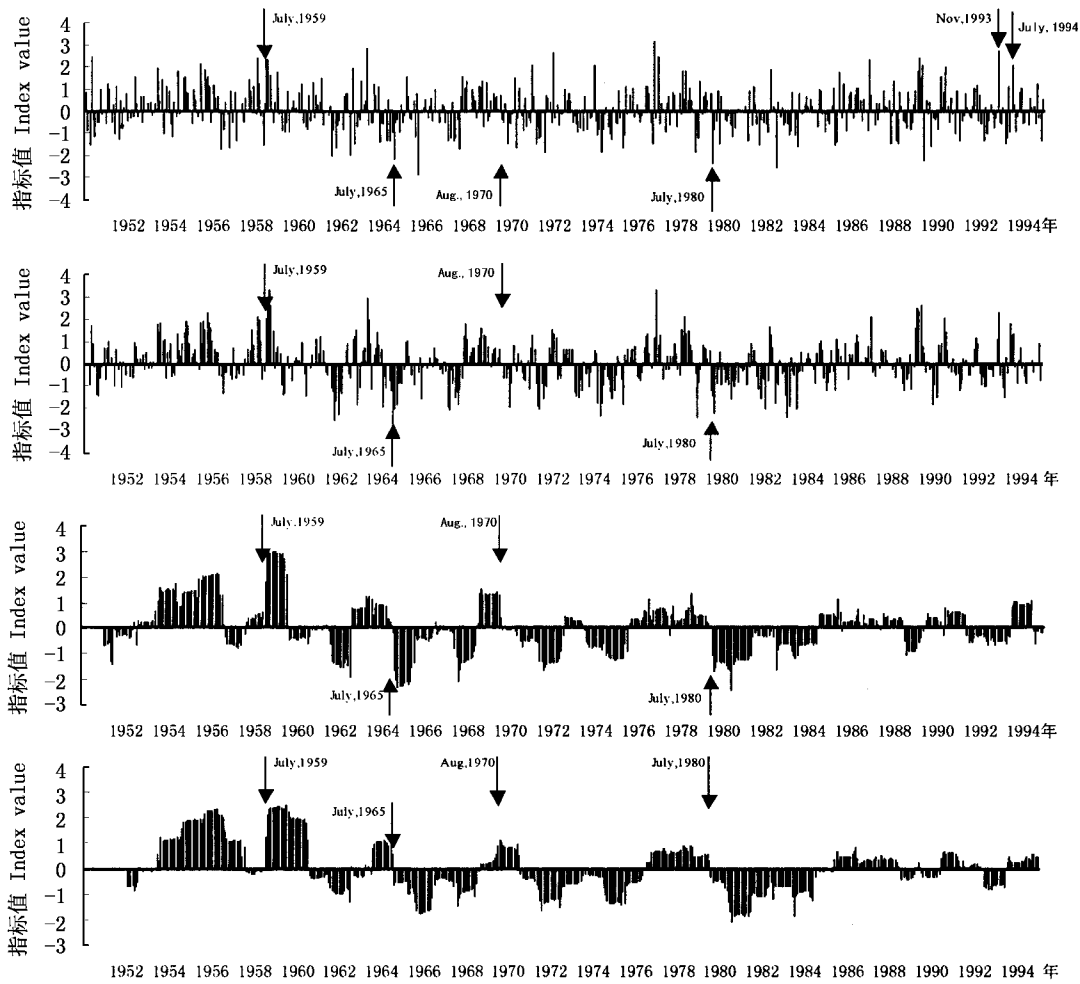 指标值 Index value
4
3
2
1
0
-1
-2
-3
-4
July,1959
Nov,1993
July, 1994
July,1965
Aug, 1970
July,1980
1952 1954 1956 1958 1960 1962 1964 1966 1968 1970 1972 1974 1976 1978 1980 1982 1984 1986 1988 1990 1992 1994年
指标值 Index value
4
3
2
1
0
-1
-2
-3
-4
July,1959
Aug., 1970
July,1965
July,1980
1952 1954 1956 1958 1960 1962 1964 1966 1968 1970 1972 1974 1976 1978 1980 1982 1984 1986 1988 1990 1992 1994 年
指标值 Index value
4
3
2
1
0
-1
-2
-3
July.1959
Aug., 1970
July,1965
July,1980
1952 1954 1956 1958 1960 1962 1964 1966 1968 1970 1972 1974 1976 1978 1980 1982 1984 1986 1988 1990 1992 1994 年
指标值 Index value
4
3
2
1
0
-1
-2
-3
July,1959
July,1965
Aug,1970
July,1980
1952 1954 1956 1958 1960 1962 1964 1966 1968 1970 1972 1974 1976 1978 1980 1982 1984 1986 1988 1990 1992 1994 年